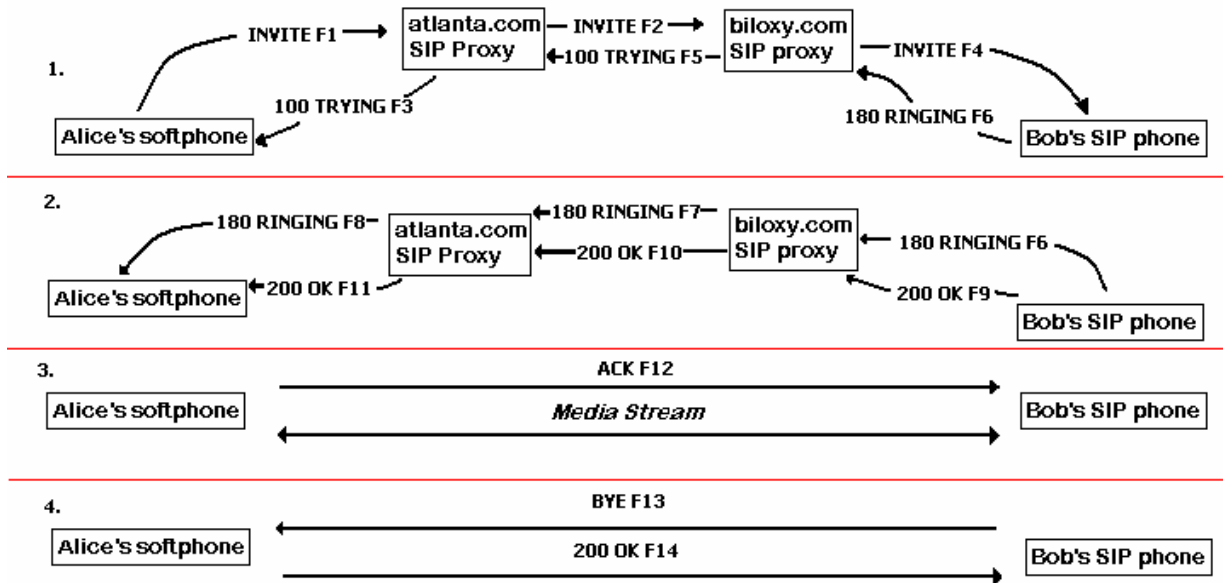 1.
INVITE F1
atlanta.com
SIP Proxy
INVITE F2
100 TRYING F5
biloxy.com
SIP proxy
INVITE F4
100 TRYING F3
180 RINGING F6
Alice's softphone
Bob's SIP phone
2.
180 RINGING F8
atlanta.com
SIP Proxy
180 RINGING F7
200 OK F10
biloxy.com
SIP proxy
180 RINGING F6
200 OK F11
200 OK F9
Alice's softphone
Bob's SIP phone
3.
ACK F12
Alice's softphone
Media Stream
Bob's SIP phone
4.
BYE F13
Alice's softphone
200 OK F14
Bob's SIP phone